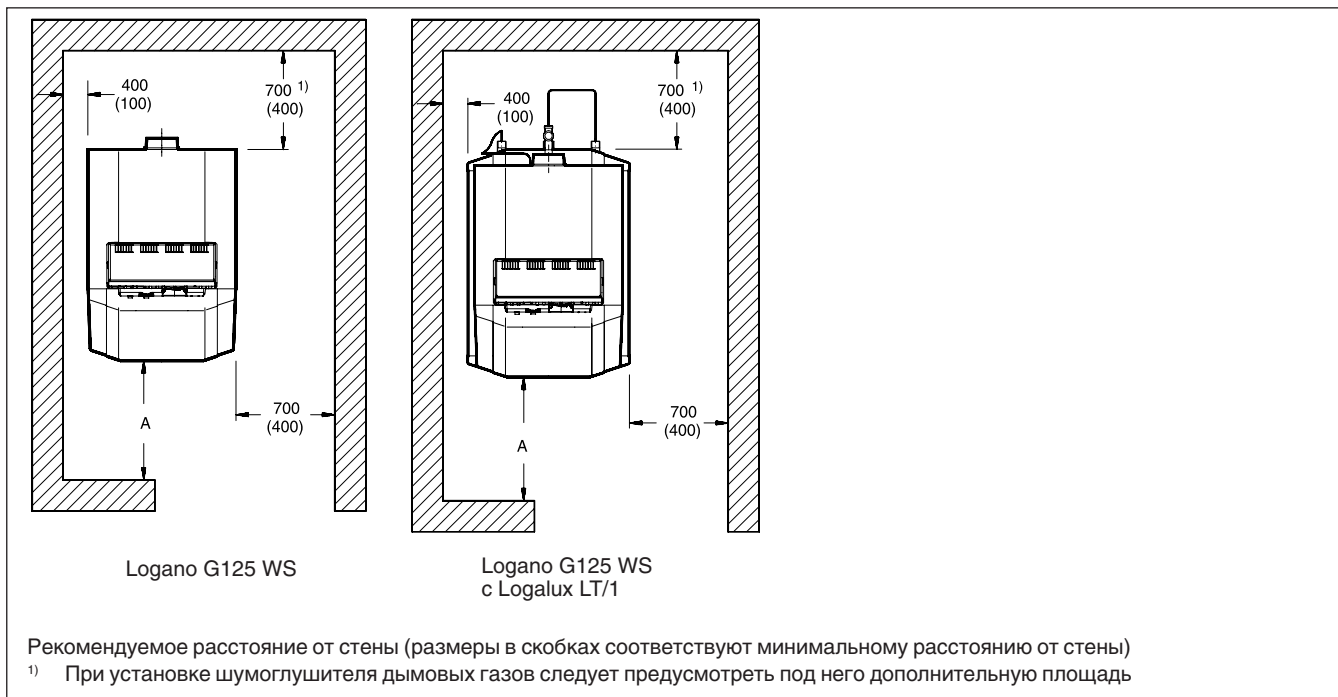 400
(100)
700 1)
(400)
A
700
(400)
400
(100)
700 1)
(400)
A
700
(400)
Logano G125 WS
Logano G125 WS
с Logalux LT/1
Рекомендуемое расстояние от стены (размеры в скобках соответствуют минимальному расстоянию от стены)
1) При установке шумоглушителя дымовых газов следует предусмотреть под него дополнительную площадь